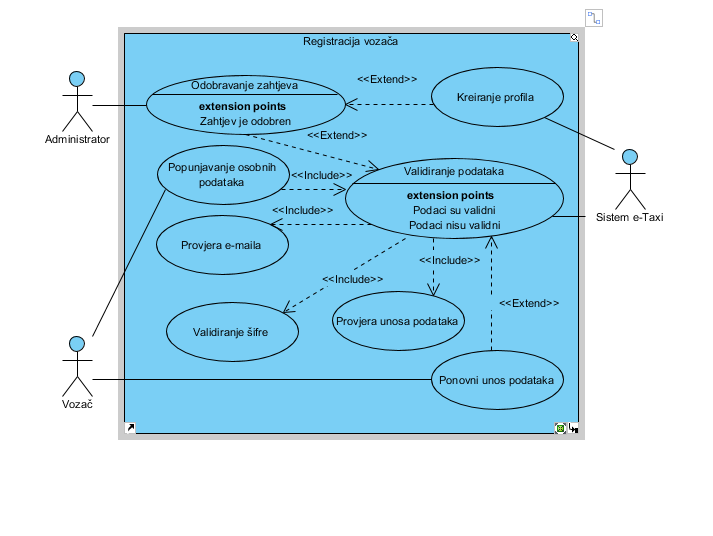 Registracija vozača
Odobravanje zahtjeva
extension points
Zahtjev je odobren
<<Extend>>
Kreiranje profila
Administrator
<<Extend>>
Popunjavanje osobnih
podataka
<<Include>>
Validiranje podataka
extension points
Podaci su validni
Podaci nisu validni
Sistem e-Taxi
<<Include>>
Provjera e-maila
<<Include>>
<<Include>>
Validiranje šifre
Provjera unosa podataka
<<Extend>>
Ponovni unos podataka
Vozač